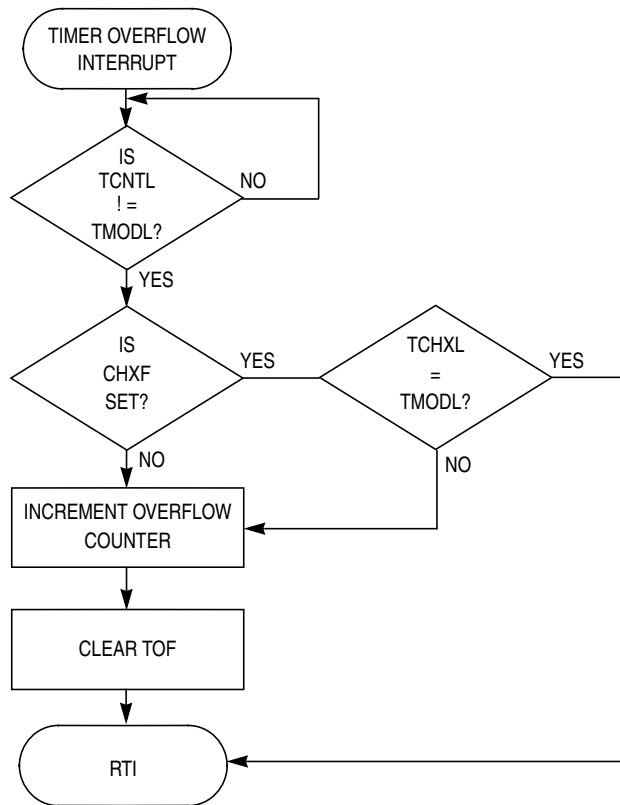 TIMER OVERFLOW
INTERRUPT
IS
TCNTL
! =
TMODL?
NO
YES
IS
CHXF
SET?
YES
TCHXL
=
TMODL?
YES
NO
NO
INCREMENT OVERFLOW
COUNTER
CLEAR TOF
RTI